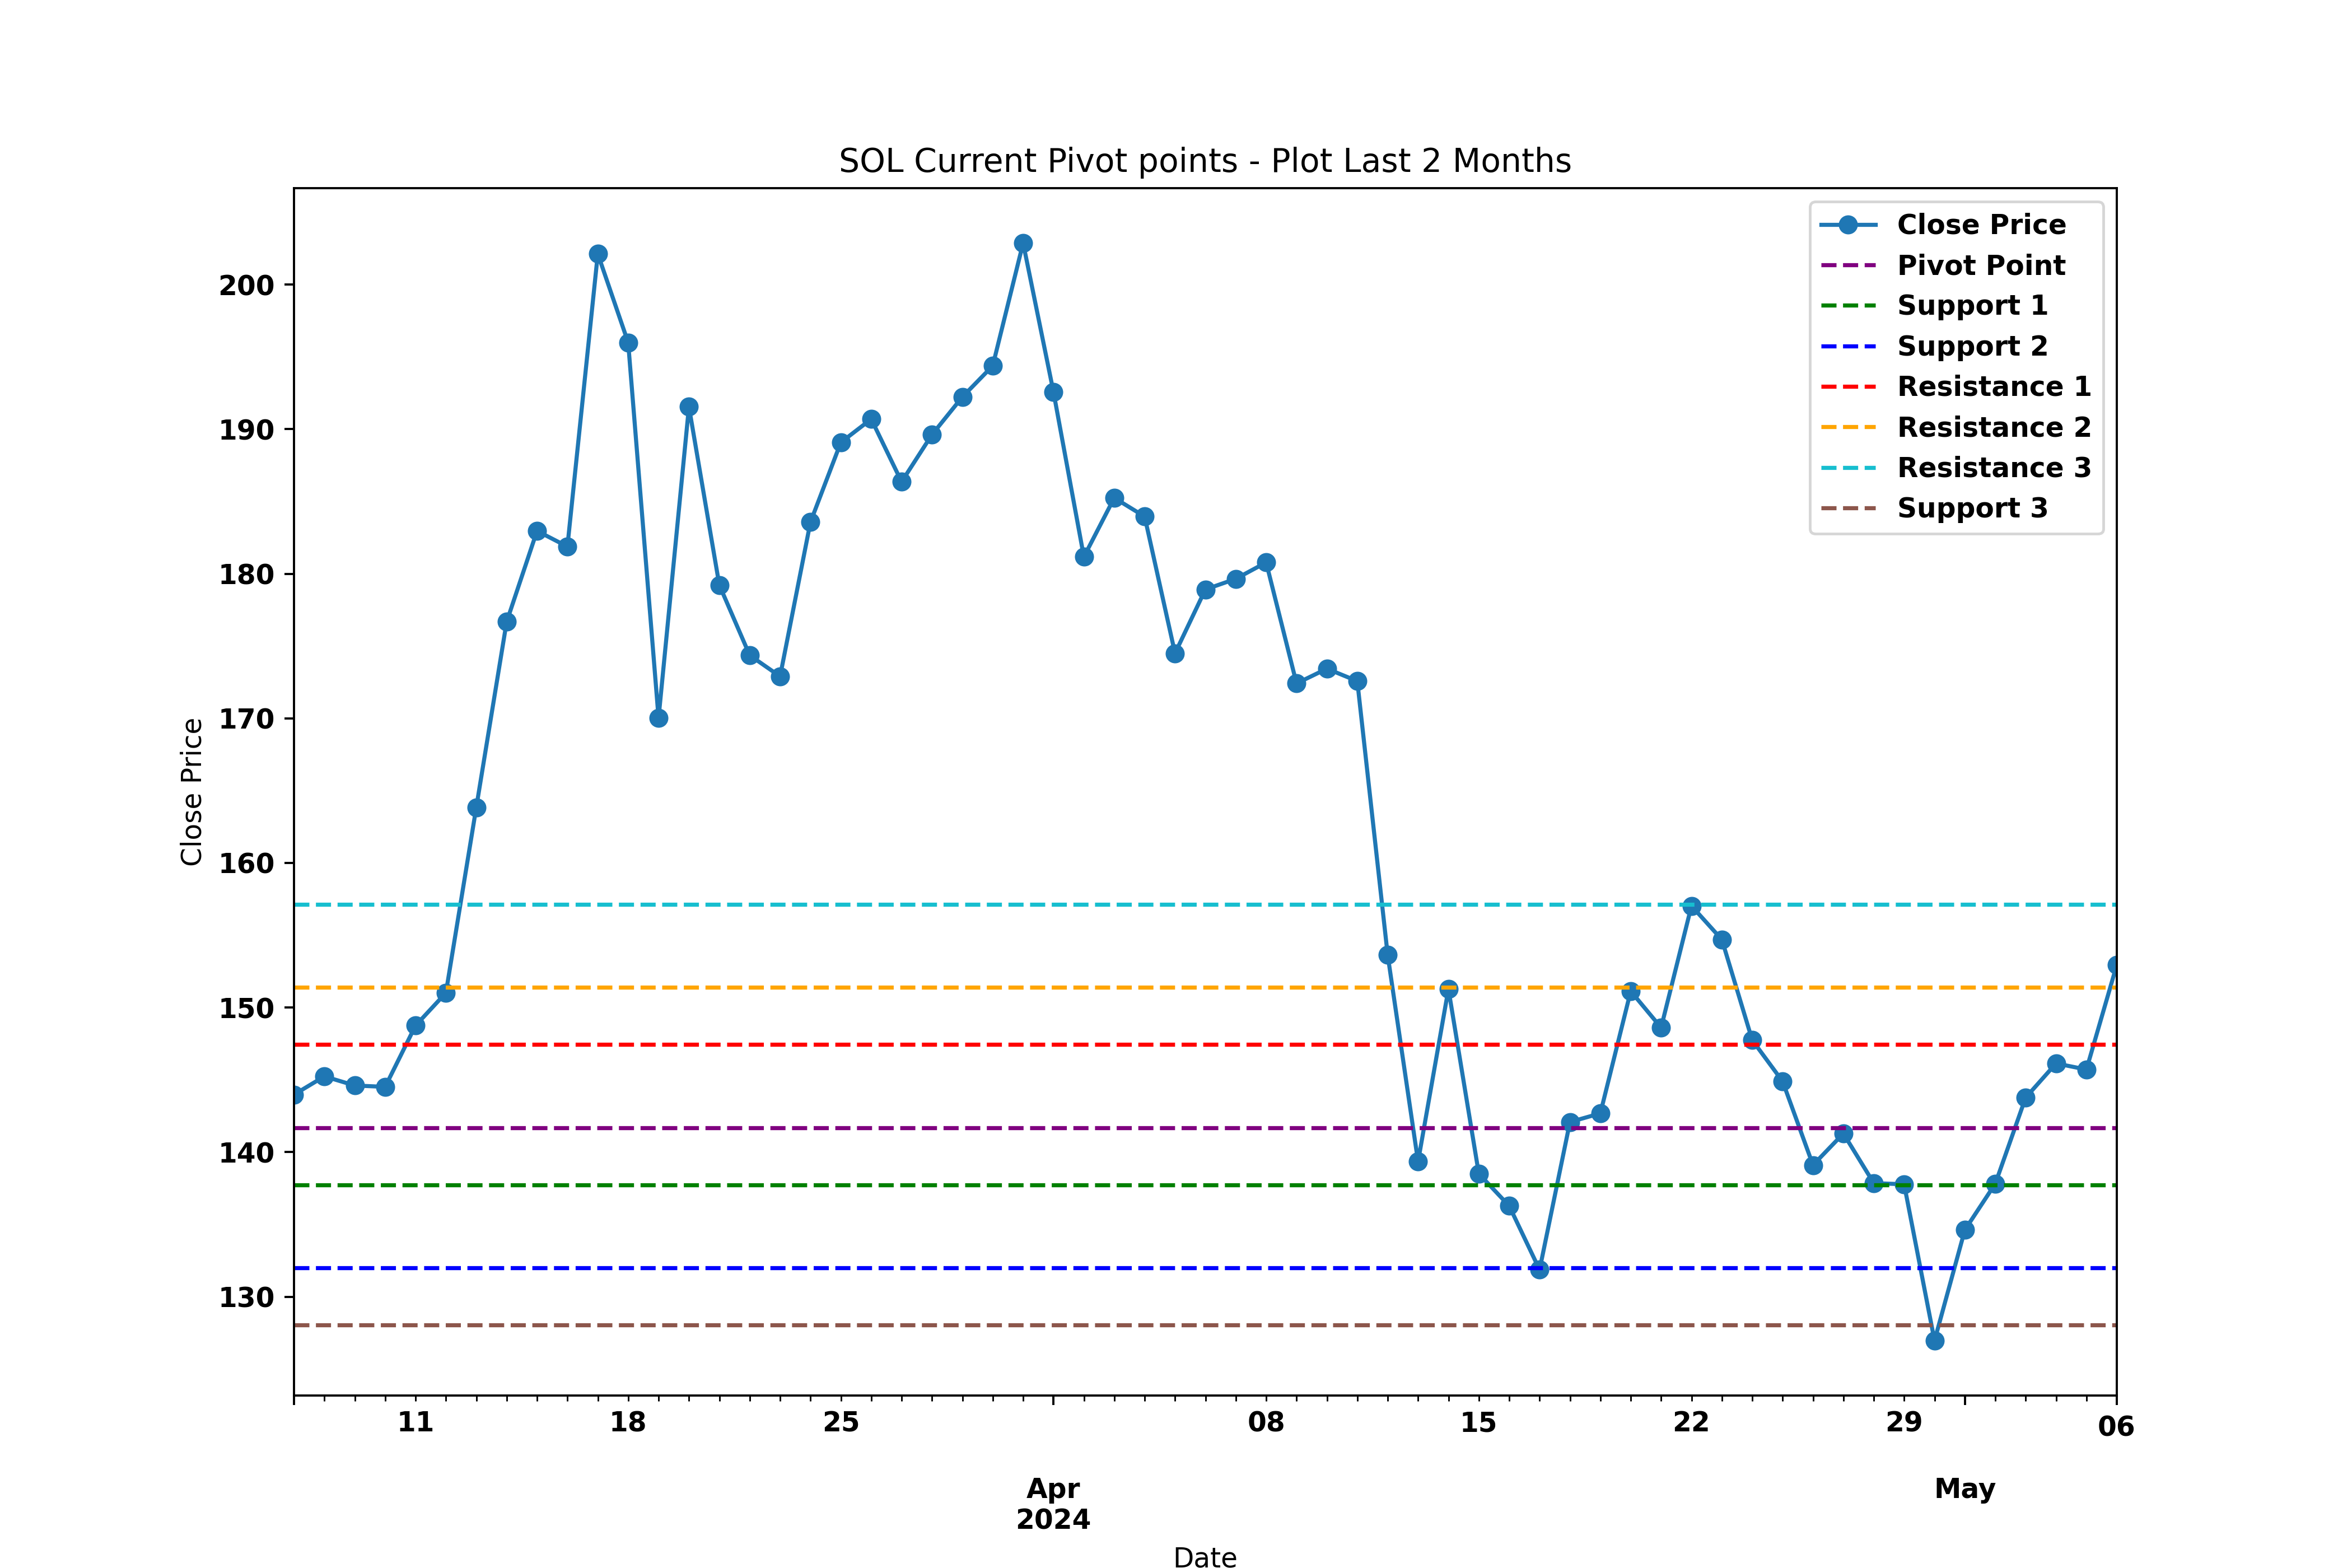 SOL Current Pivot points - Plot Last 2 Months
Close Price
Pivot Point
Support 1
Support 2
Resistance 1
Resistance 2
Resistance 3
Support 3
200
190
180
170
160
150
140
130
Close Price
11 18 25 08 15 22 29 06
Apr May
2024
Date